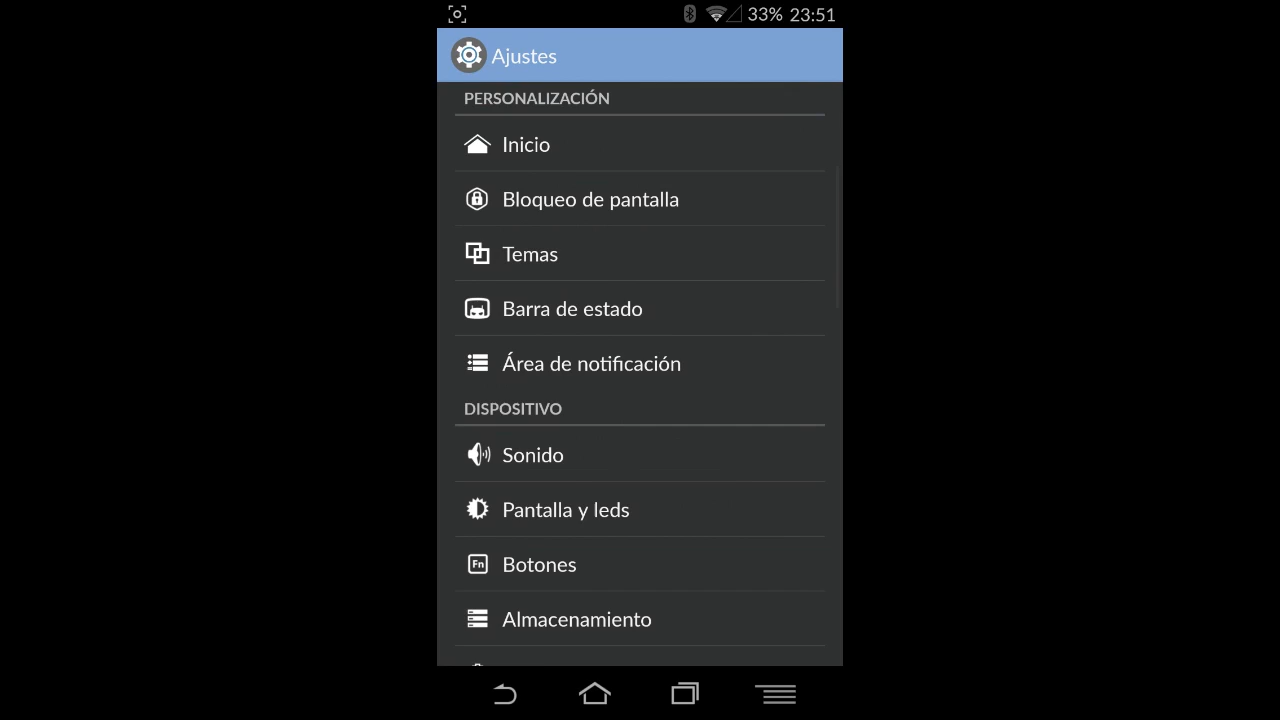 33% 23:51
Ajustes
PERSONALIZACIÓN
Inicio
Bloqueo de pantalla
Temas
Barra de estado
Área de notificación
DISPOSITIVO
Sonido
Pantalla y leds
Fn Botones
Almacenamiento